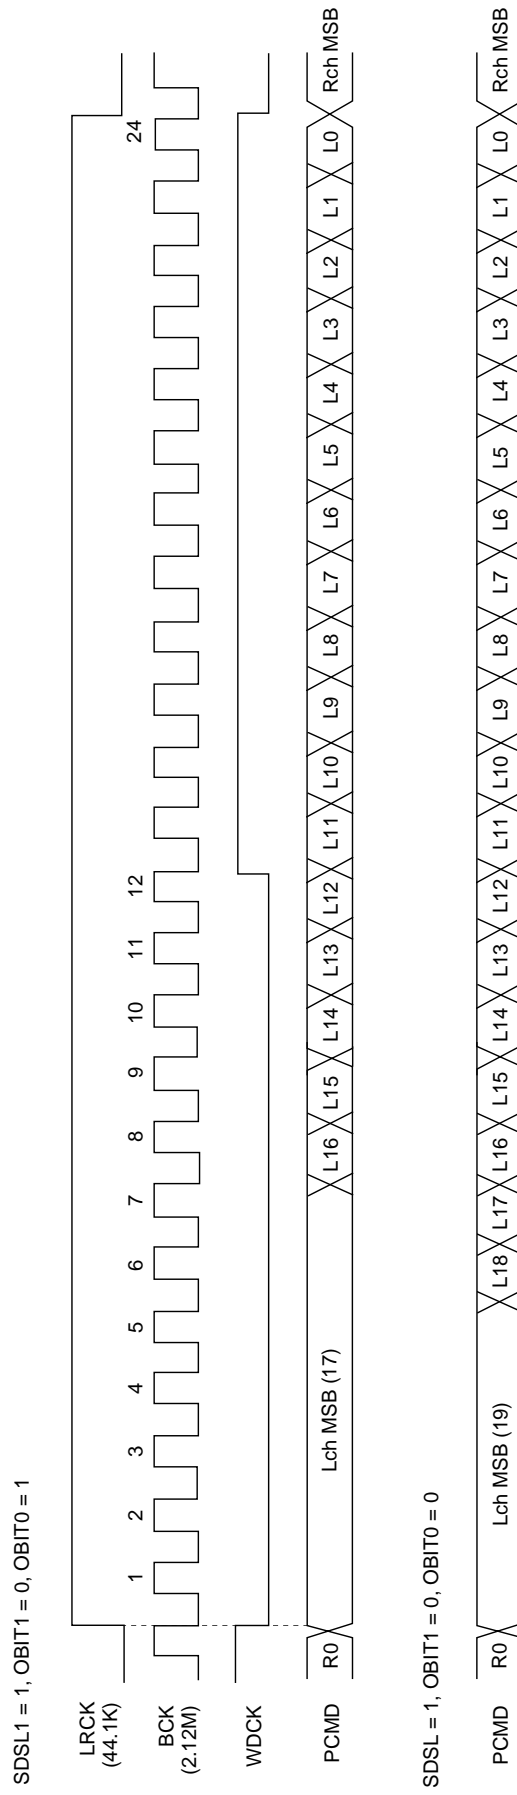 SDSL1 = 1, OBIT1 = 0, OBIT0 = 1
LRCK
(44.1K)
BCK
(2.12M)
1 2 3 4 5 6 7 8 9 10 11 12 24
WDCK
PCMD R0 Lch MSB (17) L16 L15 L14 L13 L12 L11 L10 L9 L8 L7 L6 L5 L4 L3 L2 L1 L0 Rch MSB
SDSL = 1, OBIT1 = 0, OBIT0 = 0
PCMD R0 Lch MSB (19) L18 L17 L16 L15 L14 L13 L12 L11 L10 L9 L8 L7 L6 L5 L4 L3 L2 L1 L0 Rch MSB